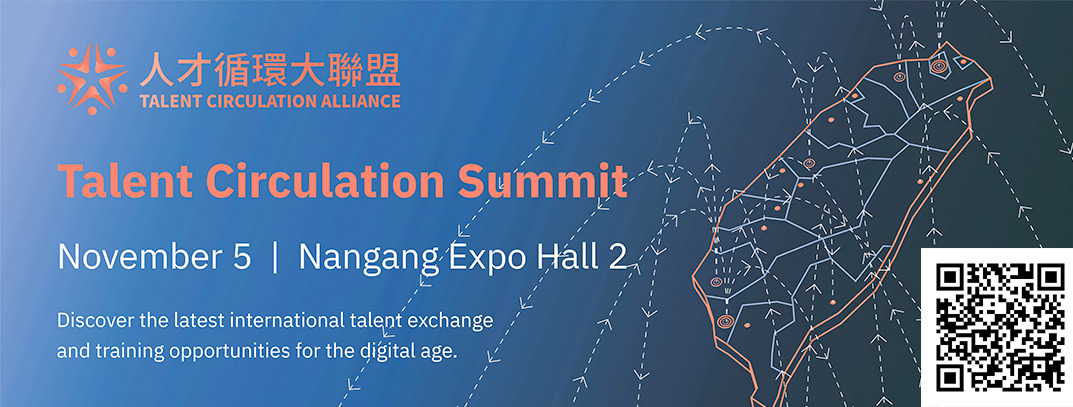 人才循環大聯盟
TALENT CIRCULATION ALLIANCE
Talent Circulation Summit
November 5 | Nangang Expo Hall 2
Discover the latest international talent exchange
and training opportunities for the digital age.